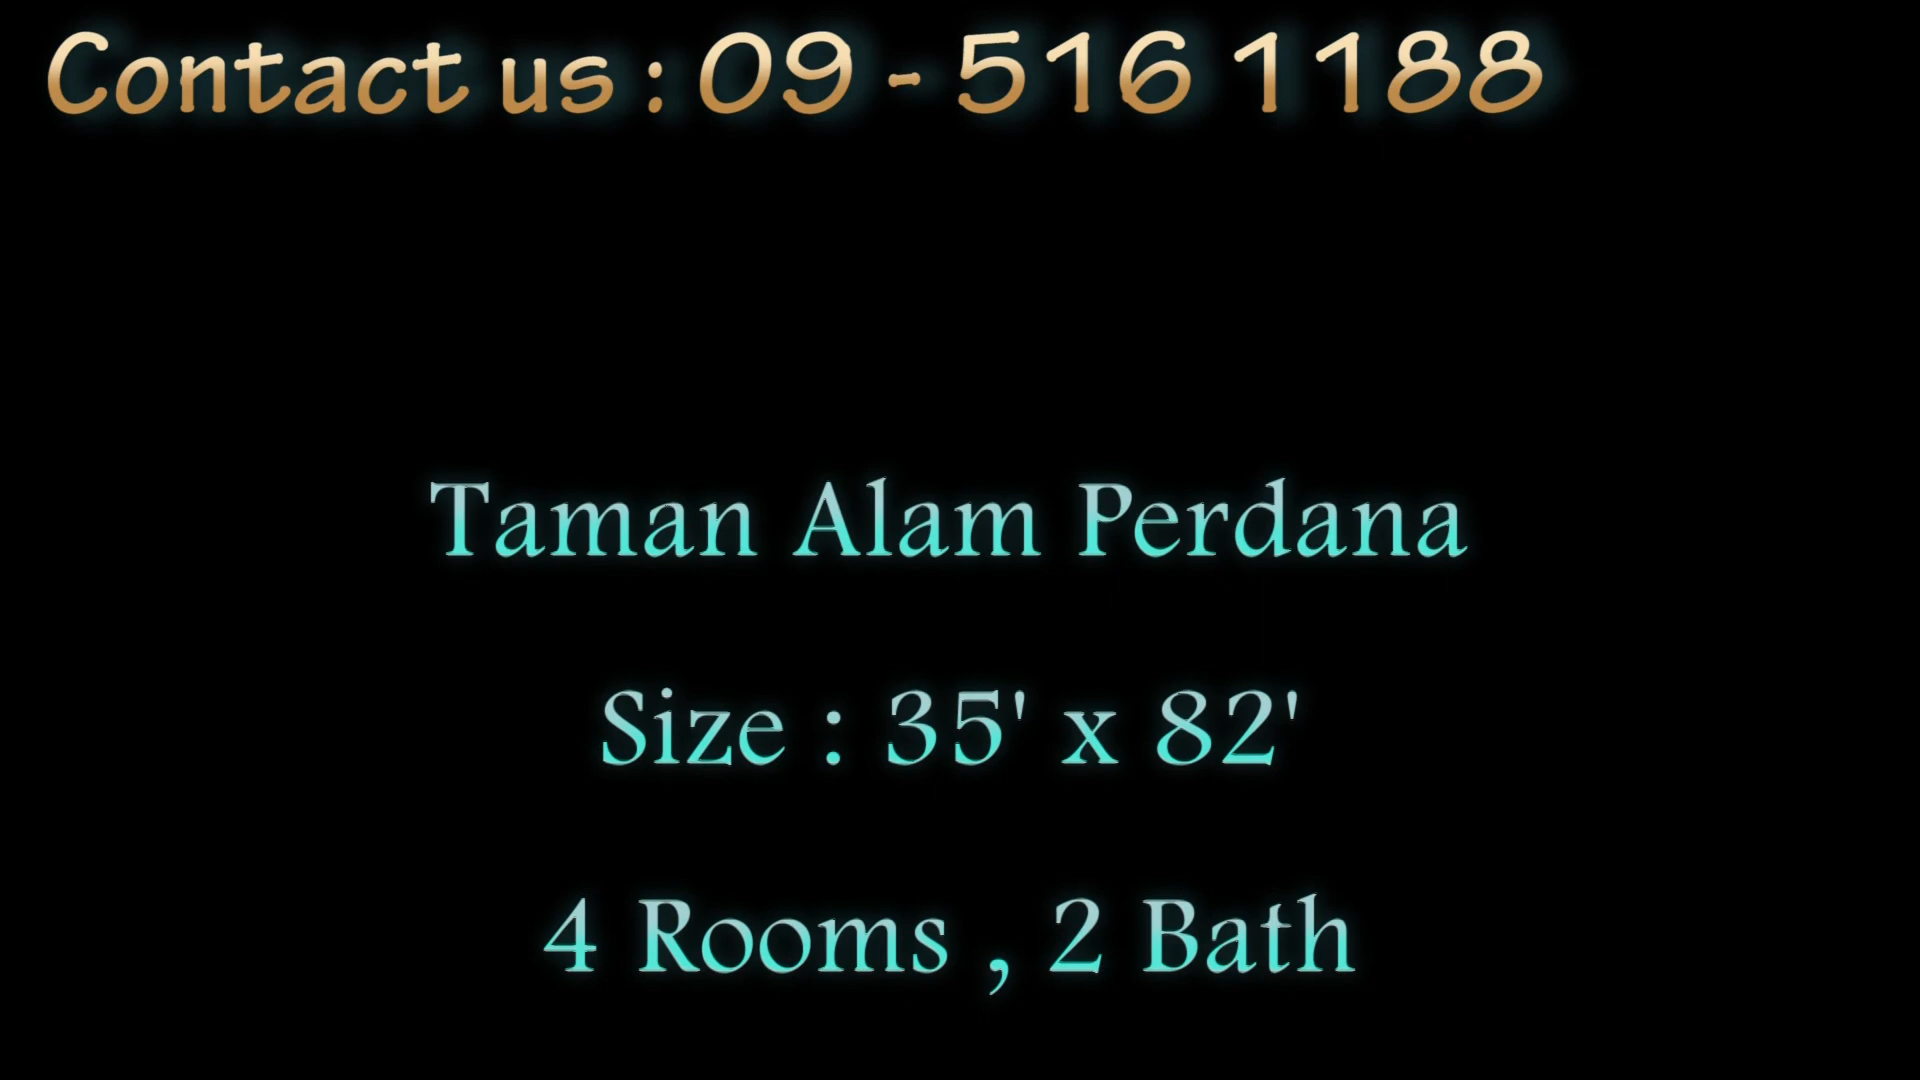 Contact us : 09 - 516 1188
Taman Alam Perdana
Size : 35' x 82'
4 Rooms , 2 Bath